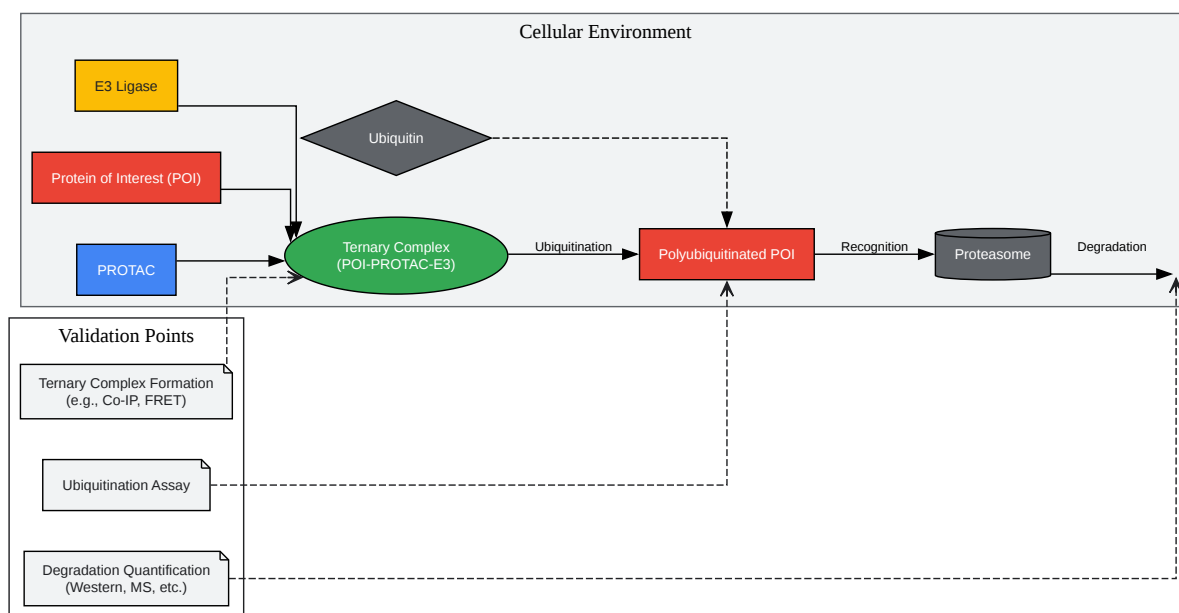 Cellular Environment
E3 Ligase
Ubiquitin
Protein of Interest (POI)
PROTAC
Ternary Complex
(POI-PROTAC-E3)
Ubiquitination
Polyubiquitinated POI
Recognition
Proteasome
Degradation
Validation Points
Ternary Complex Formation
(e.g., Co-IP, FRET)
Ubiquitination Assay
Degradation Quantification
(Western, MS, etc.)